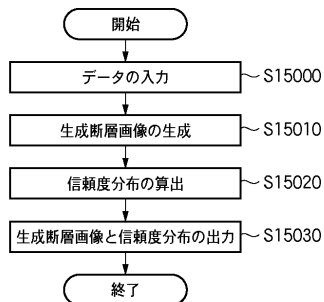 開始
データの入力 S15000
生成断層画像の生成 S15010
信頼度分布の算出 S15020
生成断層画像と信頼度分布の出力 S15030
終了